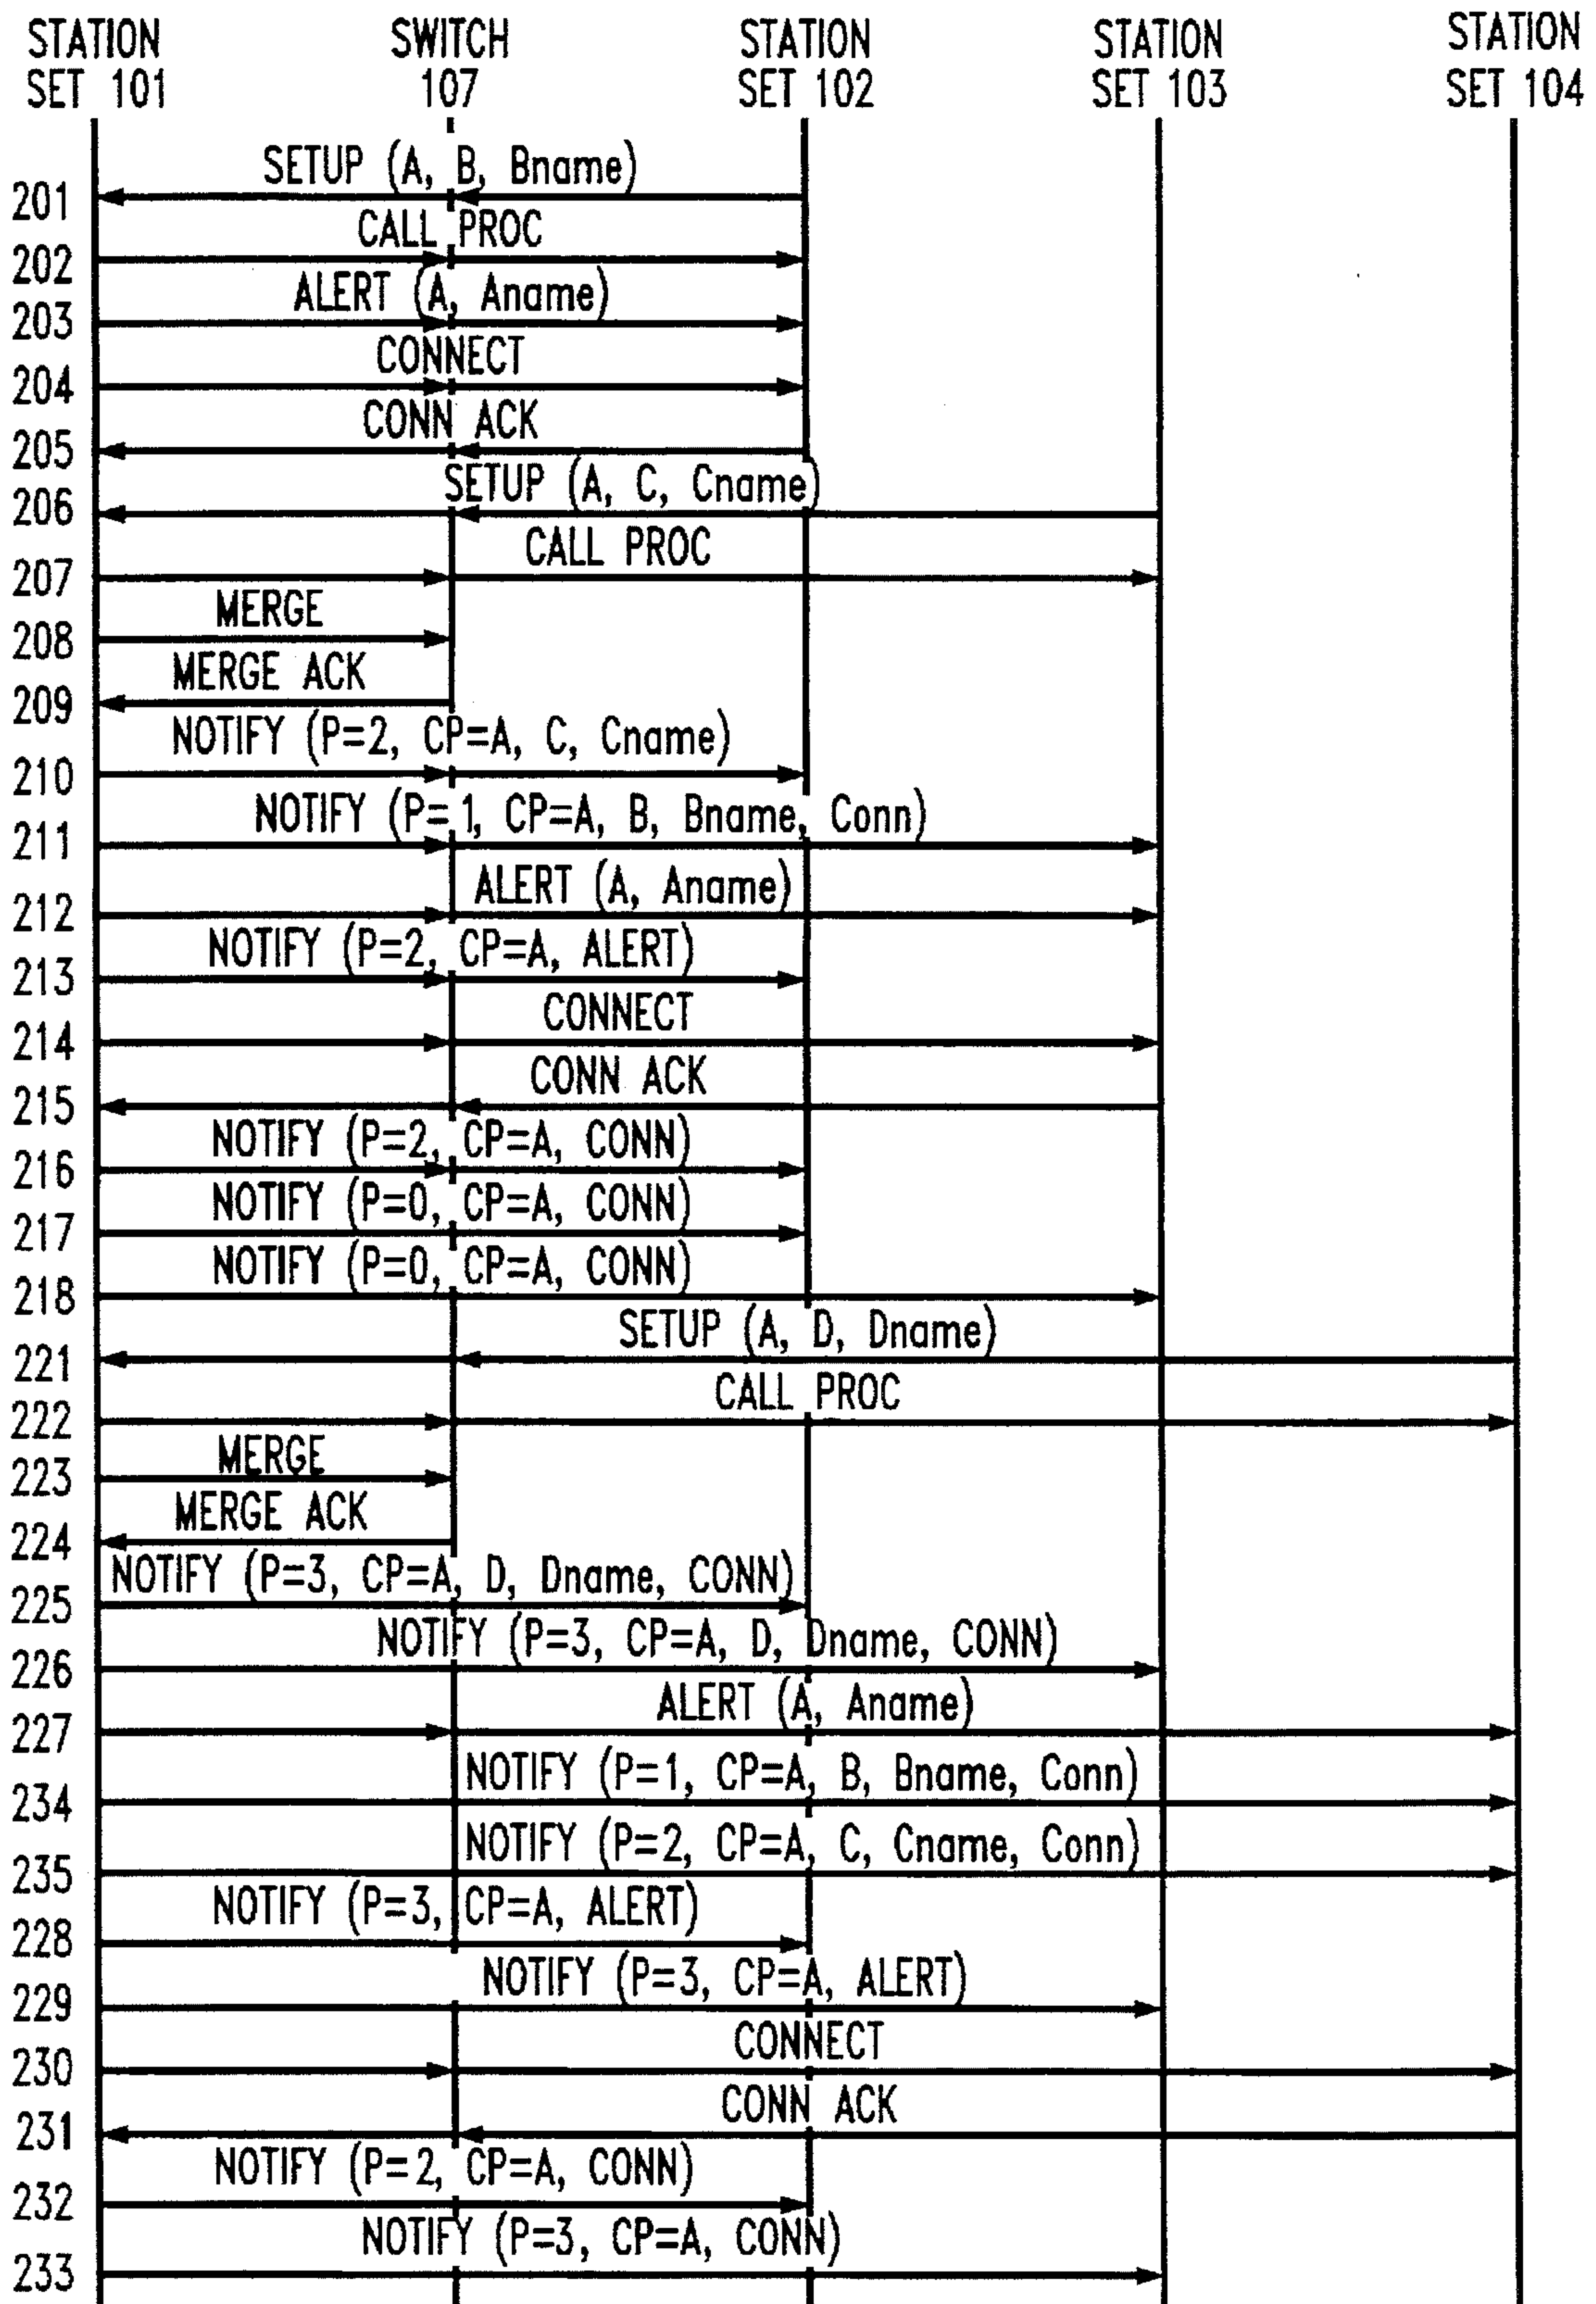 STATION SET 101
SWITCH 107
STATION SET 102
STATION SET 103
STATION SET 104
SETUP (A, B, Bname)
201
CALL PROC
202
ALERT (A, Aname)
203
CONNECT
204
CONN ACK
205
SETUP (A, C, Cname)
206
CALL PROC
207
MERGE
208
MERGE ACK
209
NOTIFY (P=2, CP=A, C, Cname)
210
NOTIFY (P=1, CP=A, B, Bname, Conn)
211
ALERT (A, Aname)
212
NOTIFY (P=2, CP=A, ALERT)
213
CONNECT
214
CONN ACK
215
NOTIFY (P=2, CP=A, CONN)
216
NOTIFY (P=0, CP=A, CONN)
217
NOTIFY (P=0, CP=A, CONN)
218
SETUP (A, D, Dname)
221
CALL PROC
222
MERGE
223
MERGE ACK
224
NOTIFY (P=3, CP=A, D, Dname, CONN)
225
NOTIFY (P=3, CP=A, D, Dname, CONN)
226
ALERT (A, Aname)
227
NOTIFY (P=1, CP=A, B, Bname, Conn)
234
NOTIFY (P=2, CP=A, C, Cname, Conn)
235
NOTIFY (P=3, CP=A, ALERT)
228
NOTIFY (P=3, CP=A, ALERT)
229
CONNECT
230
CONN ACK
231
NOTIFY (P=2, CP=A, CONN)
232
NOTIFY (P=3, CP=A, CONN)
233